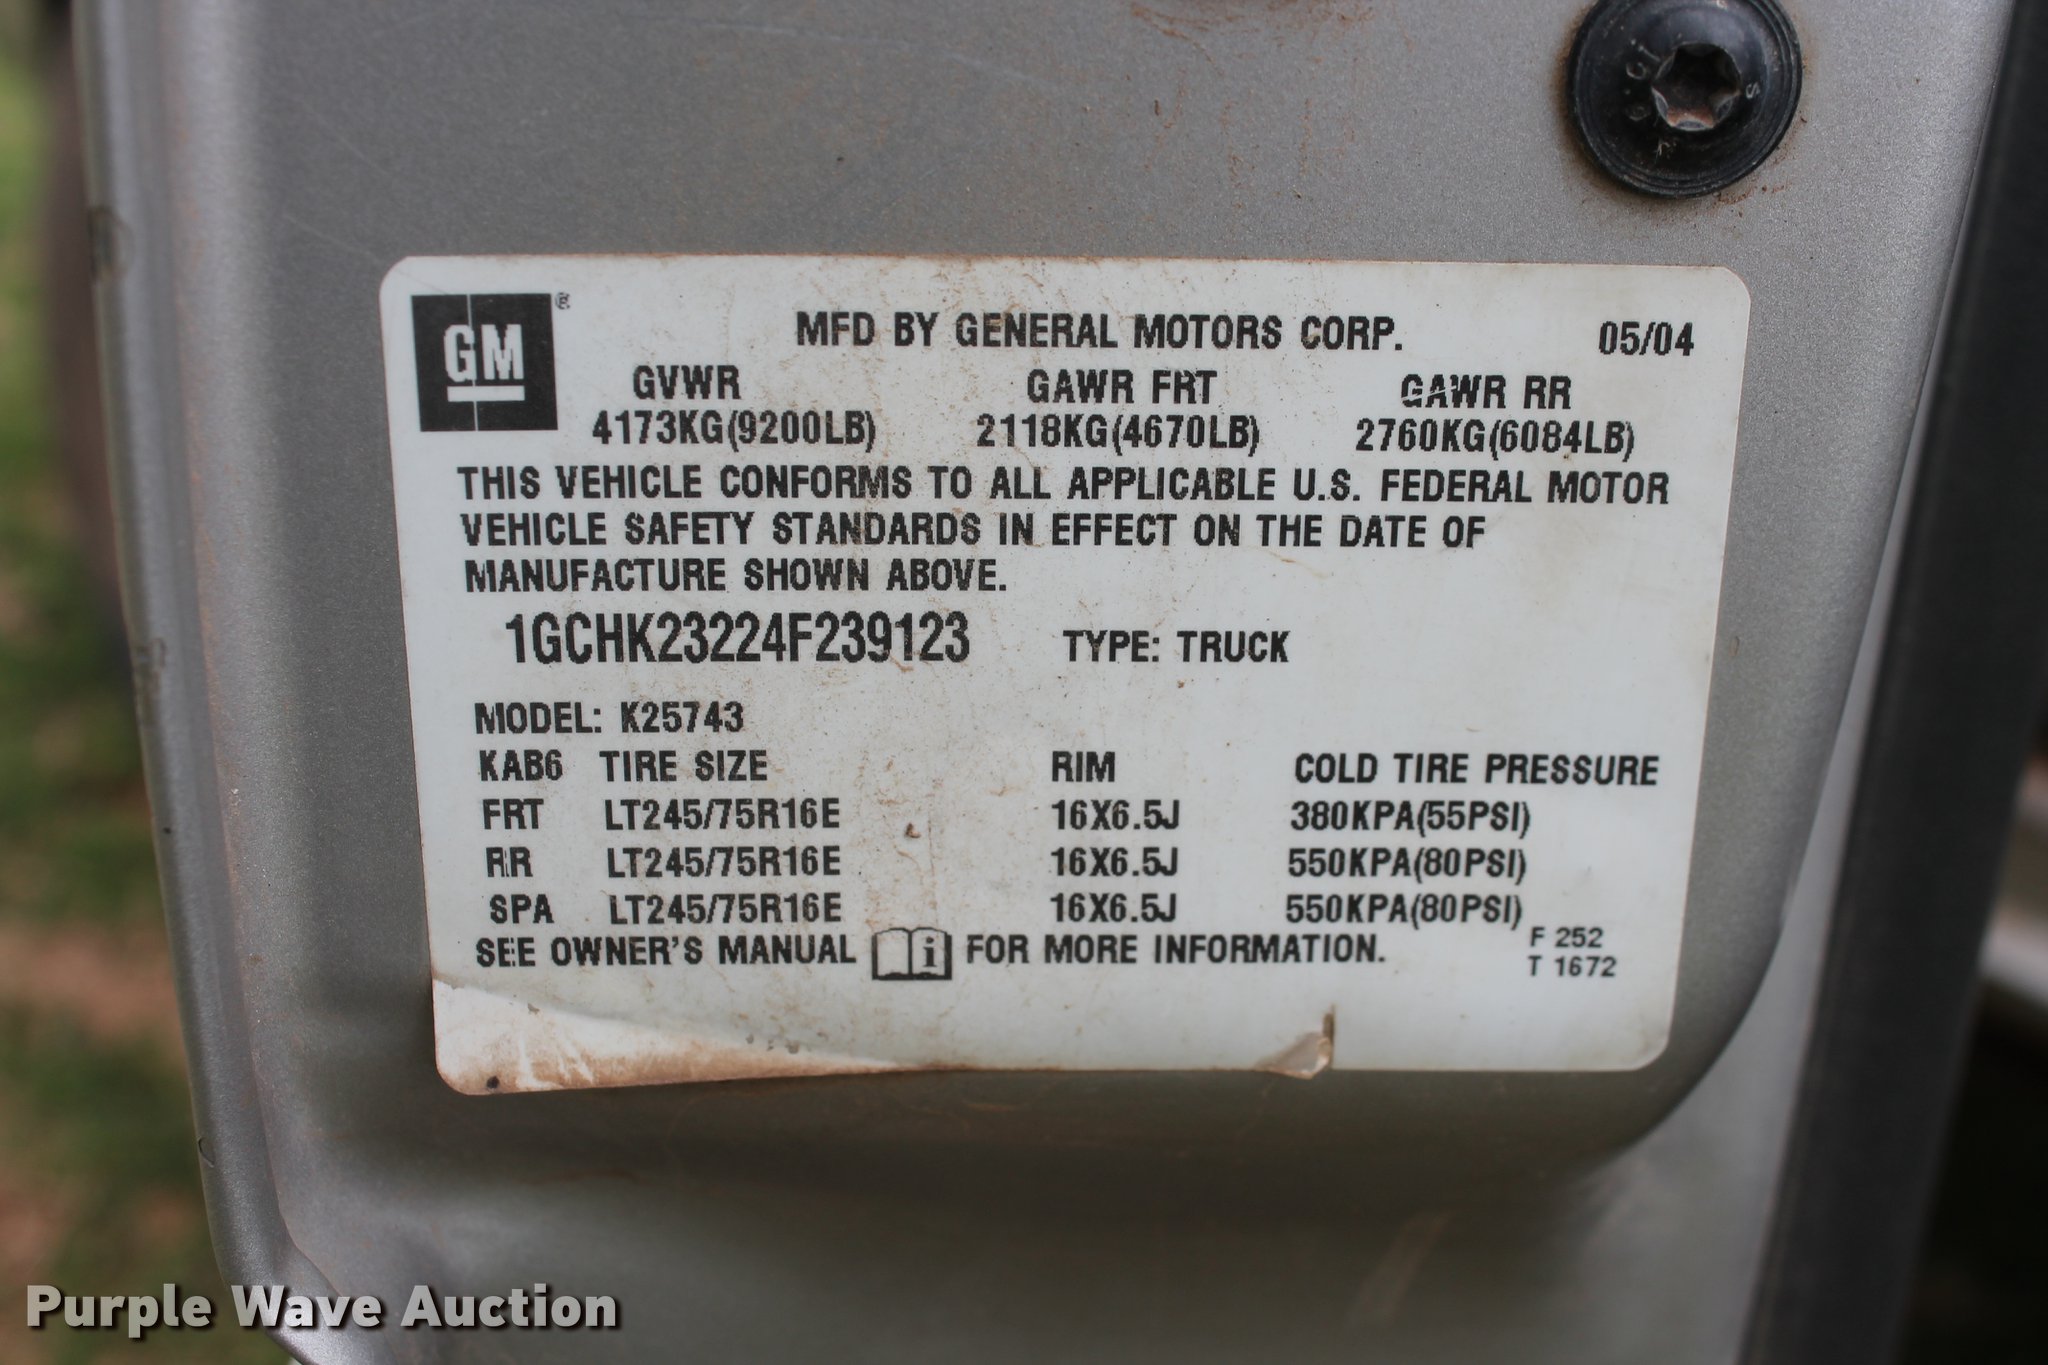 GM®
MFD BY GENERAL MOTORS CORP. 05/04
GVWR GAWR FRT GAWR RR
4173KG(9200LB) 2118KG(4670LB) 2760KG(6084LB)
THIS VEHICLE CONFORMS TO ALL APPLICABLE U.S. FEDERAL MOTOR
VEHICLE SAFETY STANDARDS IN EFFECT ON THE DATE OF
MANUFACTURE SHOWN ABOVE.
1GCHK23224F239123 TYPE: TRUCK
MODEL: K25743
KAB6 TIRE SIZE RIM COLD TIRE PRESSURE
FRT LT245/75R16E 16X6.5J 380KPA(55PSI)
RR LT245/75R16E 16X6.5J 550KPA(80PSI)
SPA LT245/75R16E 16X6.5J 550KPA(80PSI)
SEE OWNER'S MANUAL i FOR MORE INFORMATION.
F 252
T 1672
Purple Wave Auction